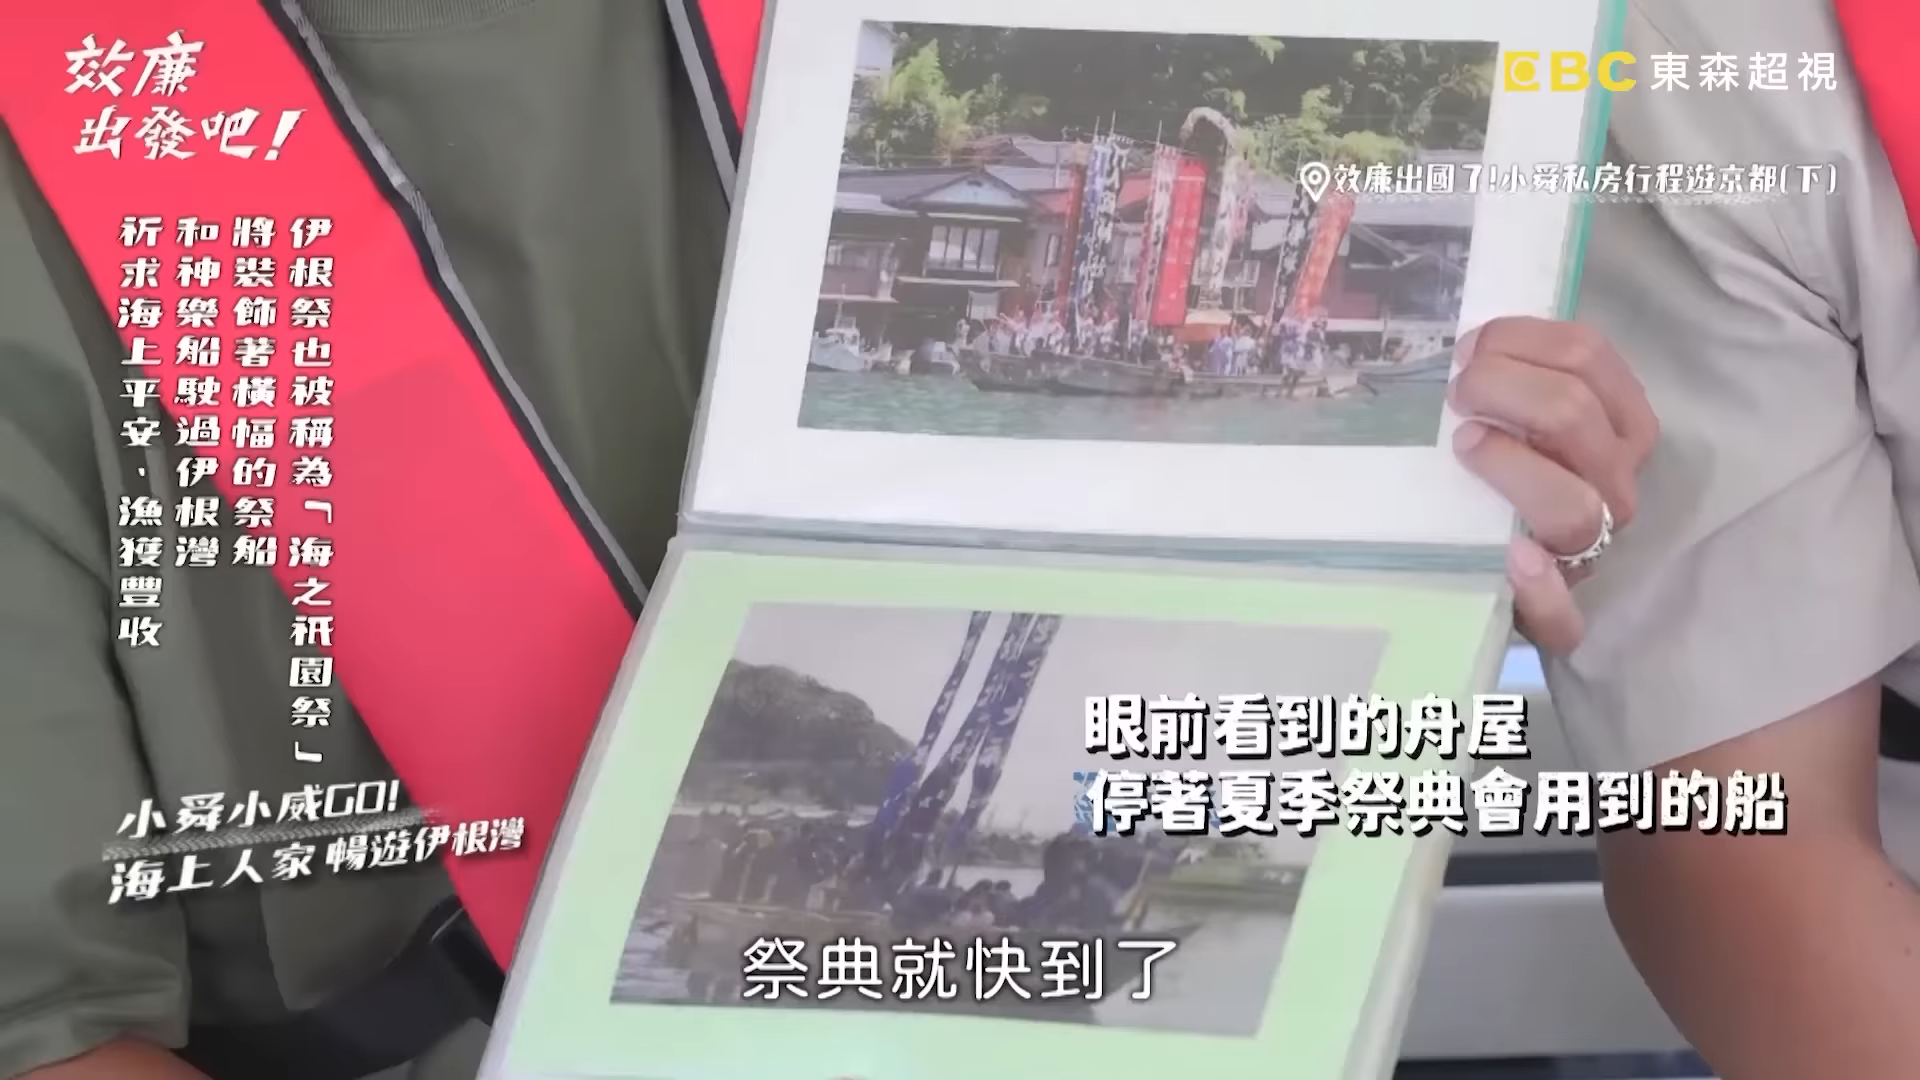 效廉
出發吧!
EBC 東森超視
效廉出國了!小舜私房行程遊京都(下)
伊根祭也被稱為「海之祇園祭」
將裝飾著橫幅的祭船
和神樂船駛過伊根灣
祈求海上平安、漁獲豐收
小舜小威GO!
海上人家 暢遊伊根灣
眼前看到的舟屋
停著夏季祭典會用到的船
祭典就快到了